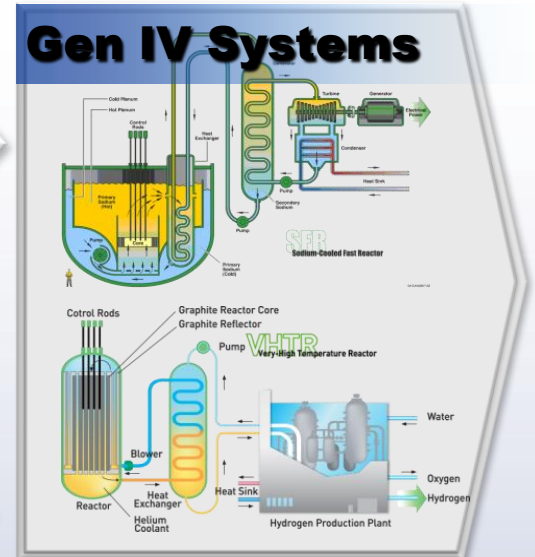 Gen IV Systems
Cold Plenum
Hot Plenum
Control
Rods
Heat
Exchanger
Turbine
Generator
Electrical
Power
Condenser
Heat Sink
Pump
Pump
Secondary
Sodium
Primary
Sodium
(Hot)
Core
Pump
Primary
Sodium
(Cold)
SFR
Sodium-Cooled Fast Reactor
Cotrol Rods
Graphite Reactor Core
Graphite Reflector
Pump
VHTR
Very-High Temperature Reactor
Water
Blower
Oxygen
Heat Sink
Hydrogen
Heat
Exchanger
Reactor
Helium
Coolant
Hydrogen Production Plant